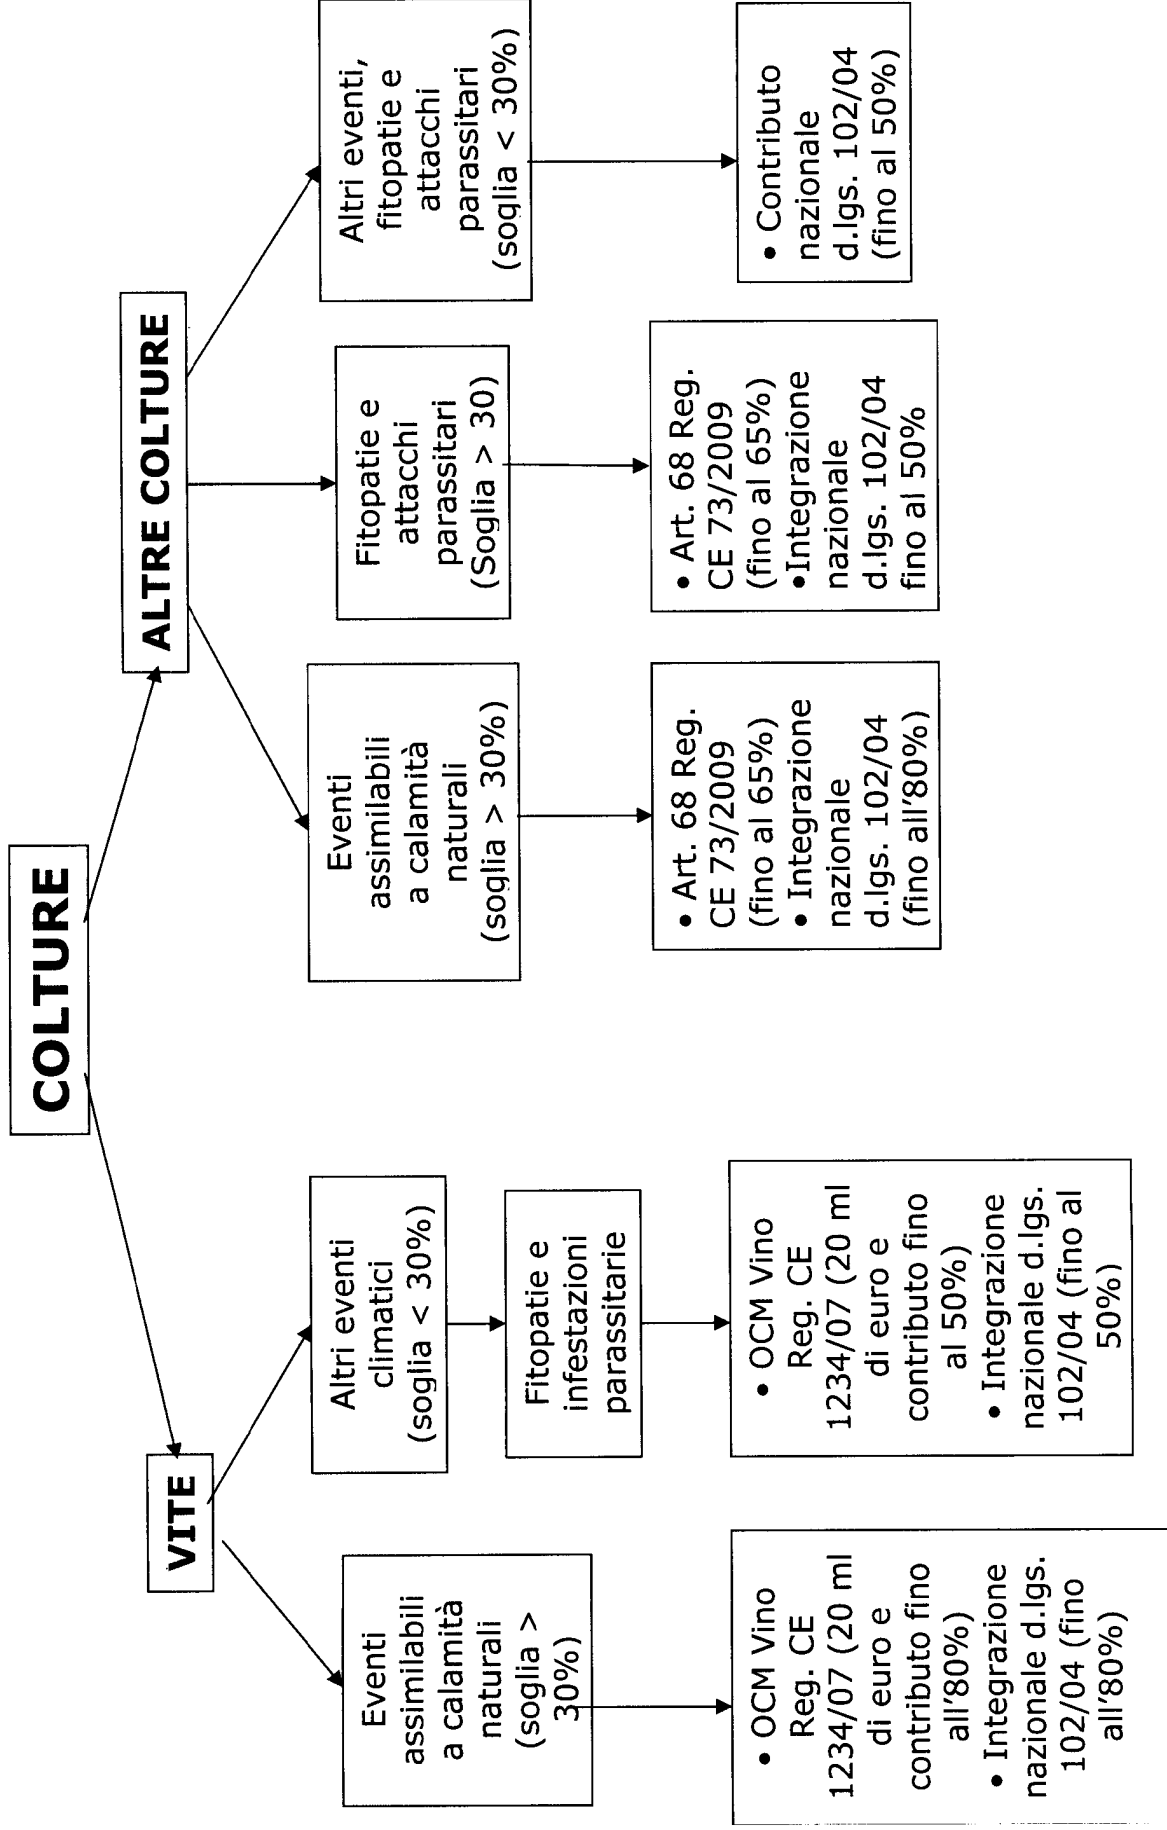 COLTURE
VITE
ALTRE COLTURE
Eventi
assimilabili
a calamità
naturali
(soglia >
30%)
Altri eventi
climatici
(soglia < 30%)
Fitopatie e
infestazioni
parassitarie
Eventi
assimilabili
a calamità
naturali
(soglia > 30%)
Fitopatie e
attacchi
parassitari
(Soglia > 30)
Altri eventi,
fitopatie e
attacchi
parassitari
(soglia < 30%)
• OCM Vino
Reg. CE
1234/07 (20 ml
di euro e
contributo fino
all'80%)
• Integrazione
nazionale d.lgs.
102/04 (fino
all'80%)
• OCM Vino
Reg. CE
1234/07 (20 ml
di euro e
contributo fino
al 50%)
• Integrazione
nazionale d.lgs.
102/04 (fino al
50%)
• Art. 68 Reg.
CE 73/2009
(fino al 65%)
• Integrazione
nazionale
d.lgs. 102/04
(fino all'80%)
• Art. 68 Reg.
CE 73/2009
(fino al 65%)
•Integrazione
nazionale
d.lgs. 102/04
fino al 50%
• Contributo
nazionale
d.lgs. 102/04
(fino al 50%)